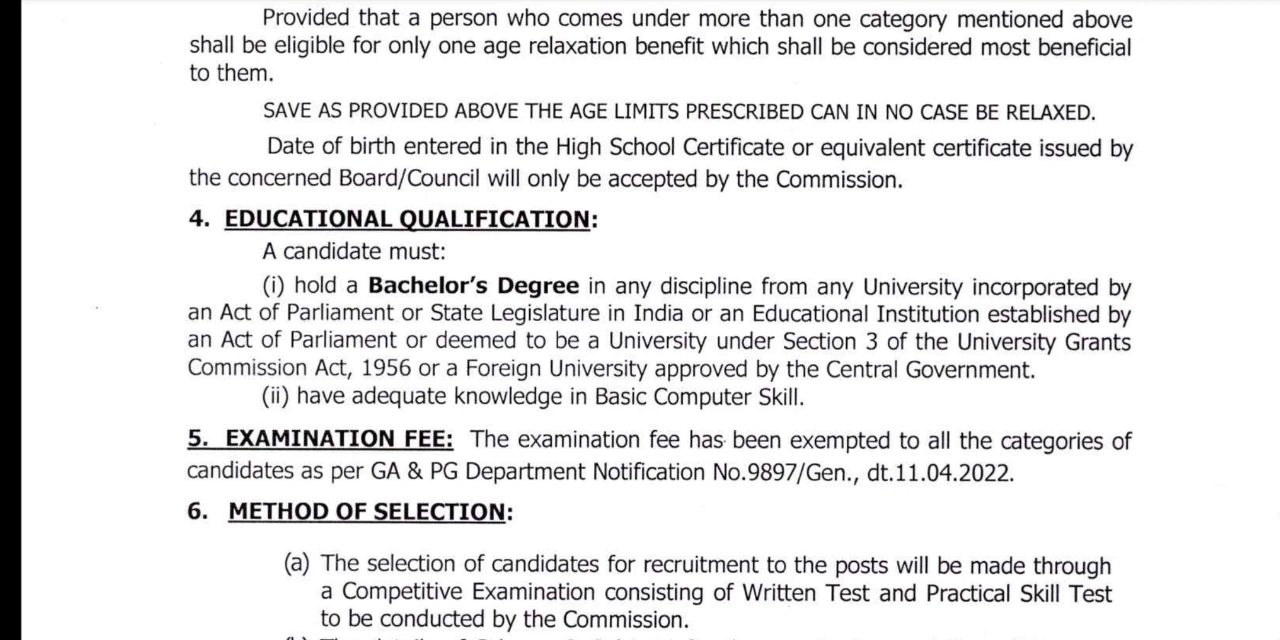 Provided that a person who comes under more than one category mentioned above
shall be eligible for only one age relaxation benefit which shall be considered most beneficial
to them.
SAVE AS PROVIDED ABOVE THE AGE LIMITS PRESCRIBED CAN IN NO CASE BE RELAXED.
Date of birth entered in the High School Certificate or equivalent certificate issued by
the concerned Board/Council will only be accepted by the Commission.
4. EDUCATIONAL QUALIFICATION:
A candidate must:
(i) hold a Bachelor's Degree in any discipline from any University incorporated by
an Act of Parliament or State Legislature in India or an Educational Institution established by
an Act of Parliament or deemed to be a University under Section 3 of the University Grants
Commission Act, 1956 or a Foreign University approved by the Central Government.
(ii) have adequate knowledge in Basic Computer Skill.
5. EXAMINATION FEE: The examination fee has been exempted to all the categories of
candidates as per GA & PG Department Notification No.9897/Gen., dt.11.04.2022.
6. METHOD OF SELECTION:
(a) The selection of candidates for recruitment to the posts will be made through
a Competitive Examination consisting of Written Test and Practical Skill Test
to be conducted by the Commission.